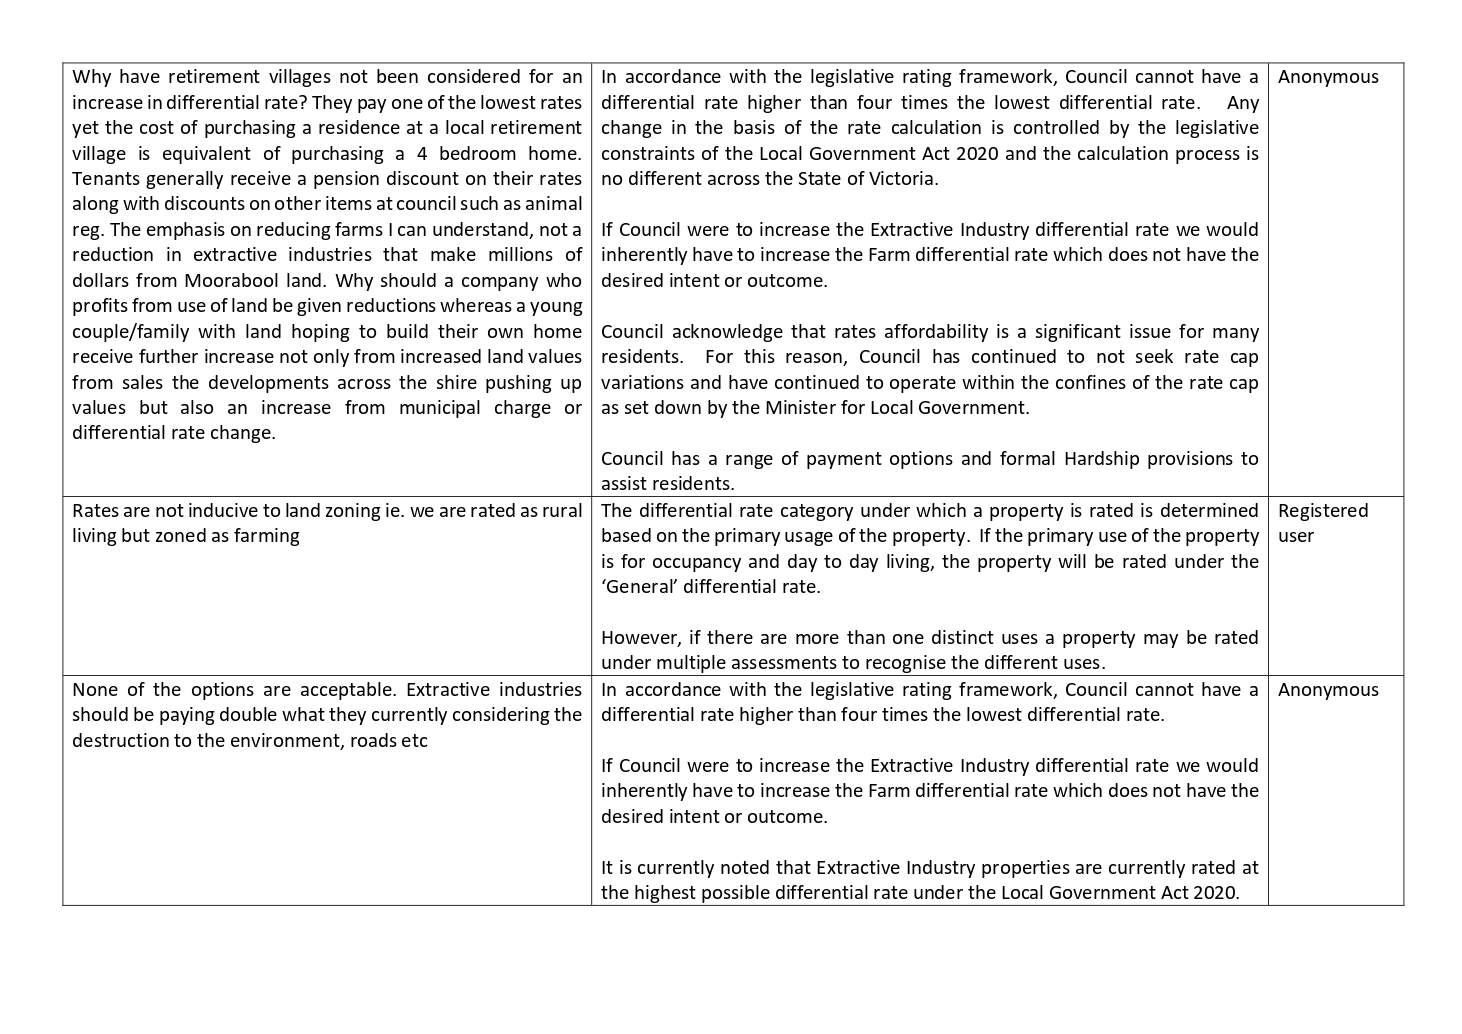 Why have retirement villages not been considered for an
increase in differential rate? They pay one of the lowest rates
yet the cost of purchasing a residence at a local retirement
village is equivalent of purchasing a 4 bedroom home.
Tenants generally receive a pension discount on their rates
along with discounts on other items at council such as animal
reg. The emphasis on reducing farms I can understand, not a
reduction in extractive industries that make millions of
dollars from Moorabool land. Why should a company who
profits from use of land be given reductions whereas a young
couple/family with land hoping to build their own home
receive further increase not only from increased land values
from sales the developments across the shire pushing up
values but also an increase from municipal charge or
differential rate change.
In accordance with the legislative rating framework, Council cannot have a
differential rate higher than four times the lowest differential rate. Any
change in the basis of the rate calculation is controlled by the legislative
constraints of the Local Government Act 2020 and the calculation process is
no different across the State of Victoria.
If Council were to increase the Extractive Industry differential rate we would
inherently have to increase the Farm differential rate which does not have the
desired intent or outcome.
Council acknowledge that rates affordability is a significant issue for many
residents. For this reason, Council has continued to not seek rate cap
variations and have continued to operate within the confines of the rate cap
as set down by the Minister for Local Government.
Council has a range of payment options and formal Hardship provisions to
assist residents.
Anonymous
Rates are not inducive to land zoning ie. we are rated as rural
living but zoned as farming
The differential rate category under which a property is rated is determined
based on the primary usage of the property. If the primary use of the property
is for occupancy and day to day living, the property will be rated under the
‘General’ differential rate.
However, if there are more than one distinct uses a property may be rated
under multiple assessments to recognise the different uses.
Registered
user
None of the options are acceptable. Extractive industries
should be paying double what they currently considering the
destruction to the environment, roads etc
In accordance with the legislative rating framework, Council cannot have a
differential rate higher than four times the lowest differential rate.
If Council were to increase the Extractive Industry differential rate we would
inherently have to increase the Farm differential rate which does not have the
desired intent or outcome.
It is currently noted that Extractive Industry properties are currently rated at
the highest possible differential rate under the Local Government Act 2020.
Anonymous